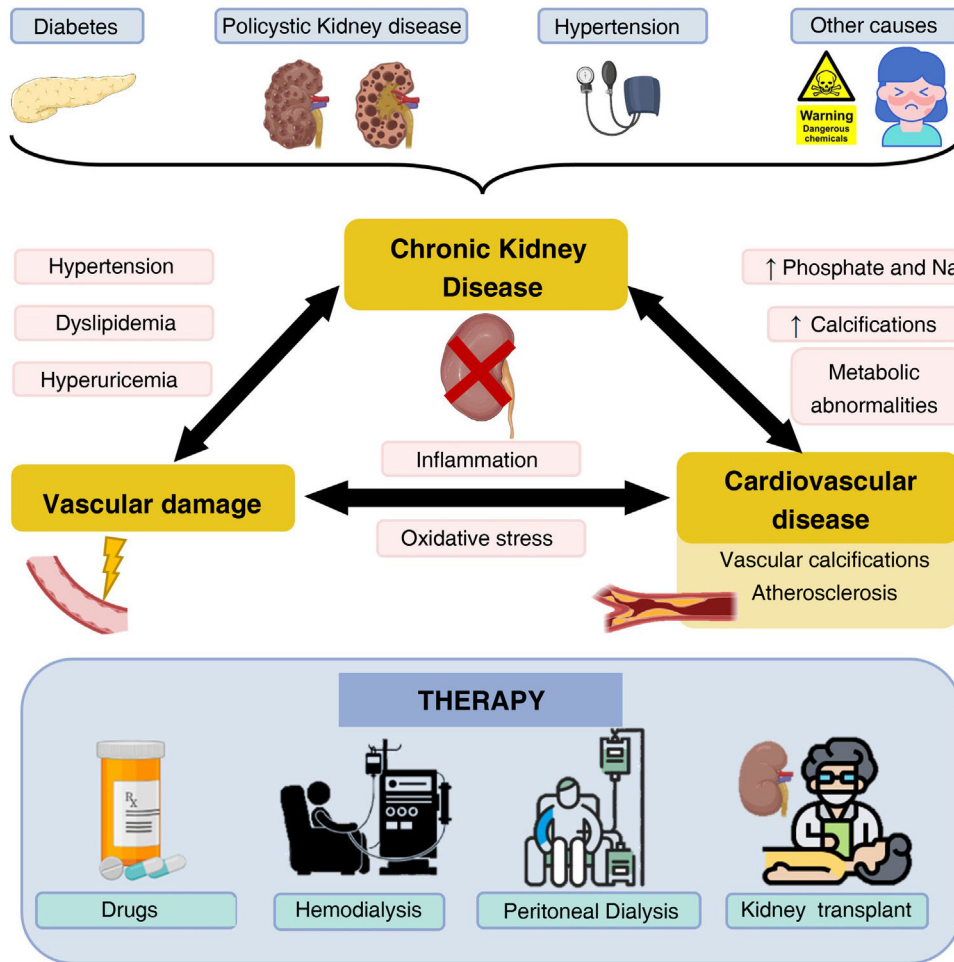 Diabetes
Policystic Kidney disease
Hypertension
Other causes
Warning
Dangerous
chemicals
Chronic Kidney
Disease
Hypertension
Dyslipidemia
Hyperuricemia
↑ Phosphate and Na
↑ Calcifications
Metabolic
abnormalities
Inflammation
Vascular damage
Oxidative stress
Cardiovascular
disease
Vascular calcifications
Atherosclerosis
THERAPY
Rx
Drugs
Hemodialysis
Peritoneal Dialysis
Kidney transplant